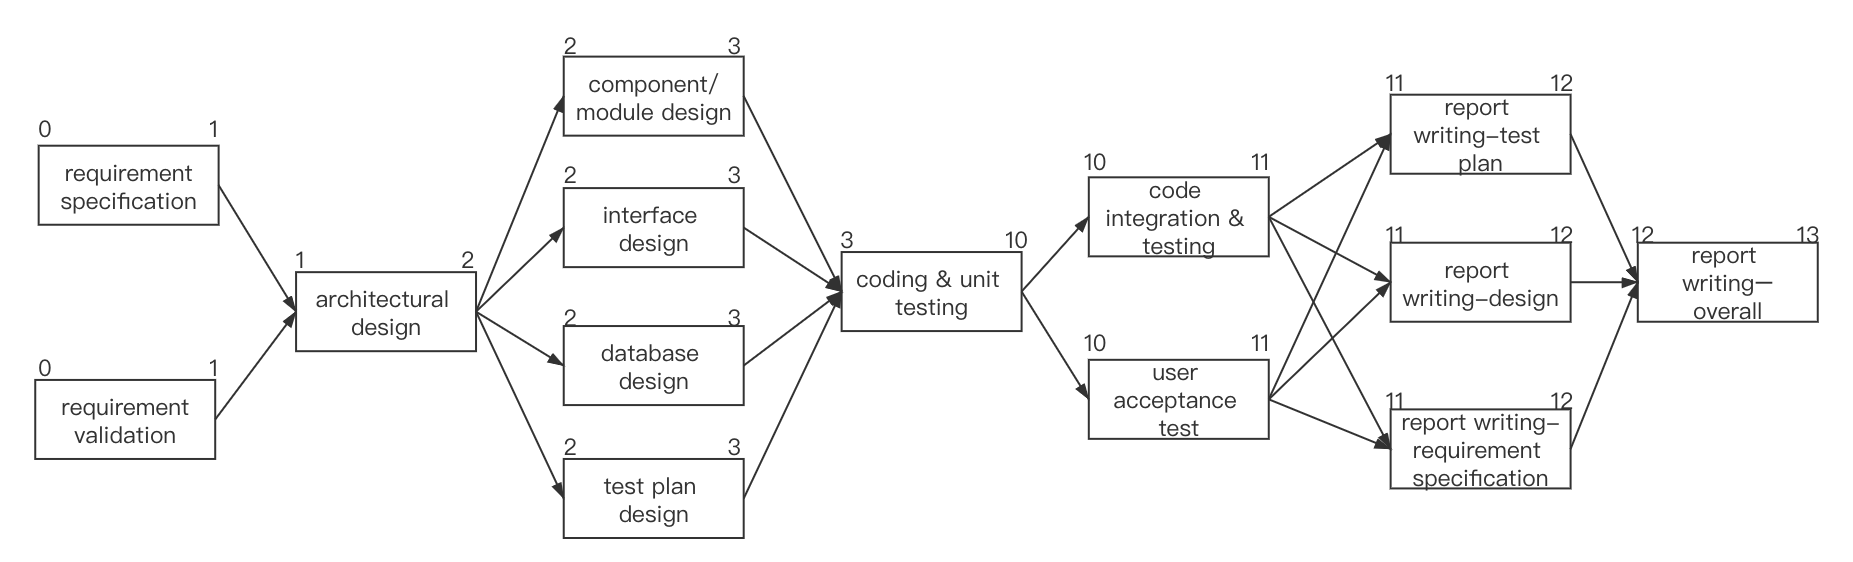 0 1
requirement
specification
0 1
requirement
validation
1 2
architectural
design
2 3
component/
module design
2 3
interface
design
2 3
database
design
2 3
test plan
design
3 10
coding & unit
testing
10 11
code
integration &
testing
10 11
user
acceptance
test
11 12
report
writing–test
plan
11 12
report
writing–design
11 12
report writing–
requirement
specification
12 13
report
writing—
overall